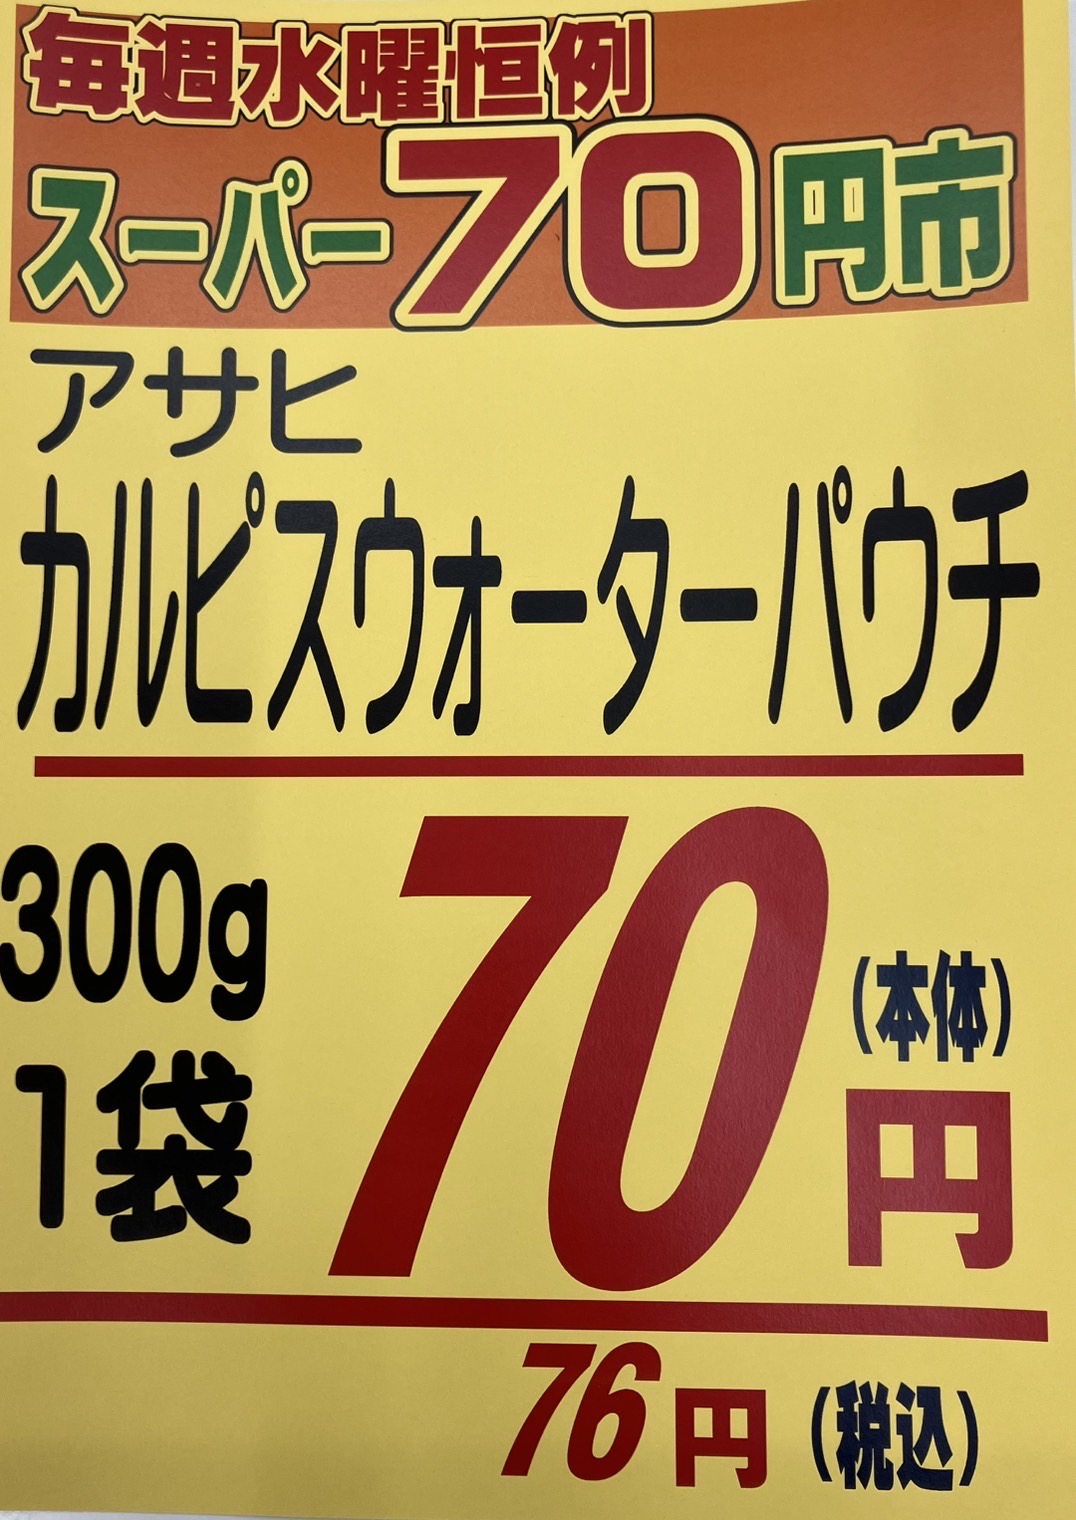 毎週水曜恒例
スーパー70円市
アサヒ
カルピスウォーターパウチ
300g
1袋
70
(本体)
円
76円(税込)